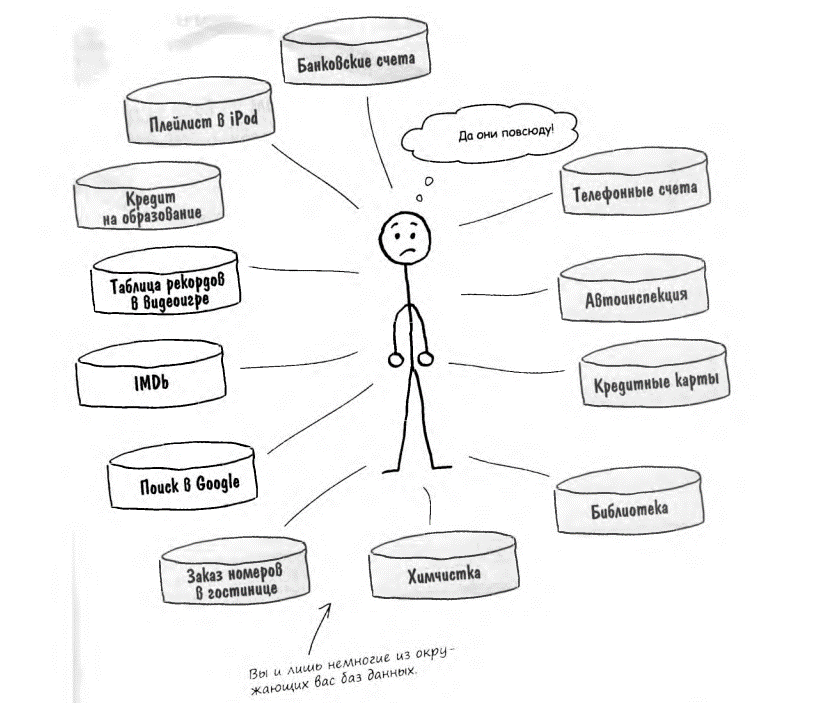 Банковские счета
Плейлист в iPod
Да они повсюду!
Телефонные счета
Кредит
на образование
Таблица рекордов
в видеоигре
Автоинспекция
IMDb
Кредитные карты
Поиск в Google
Библиотека
Заказ номеров
в гостинице
Химчистка
Вы и лишь немногие из окру-
жающих вас баз данных.